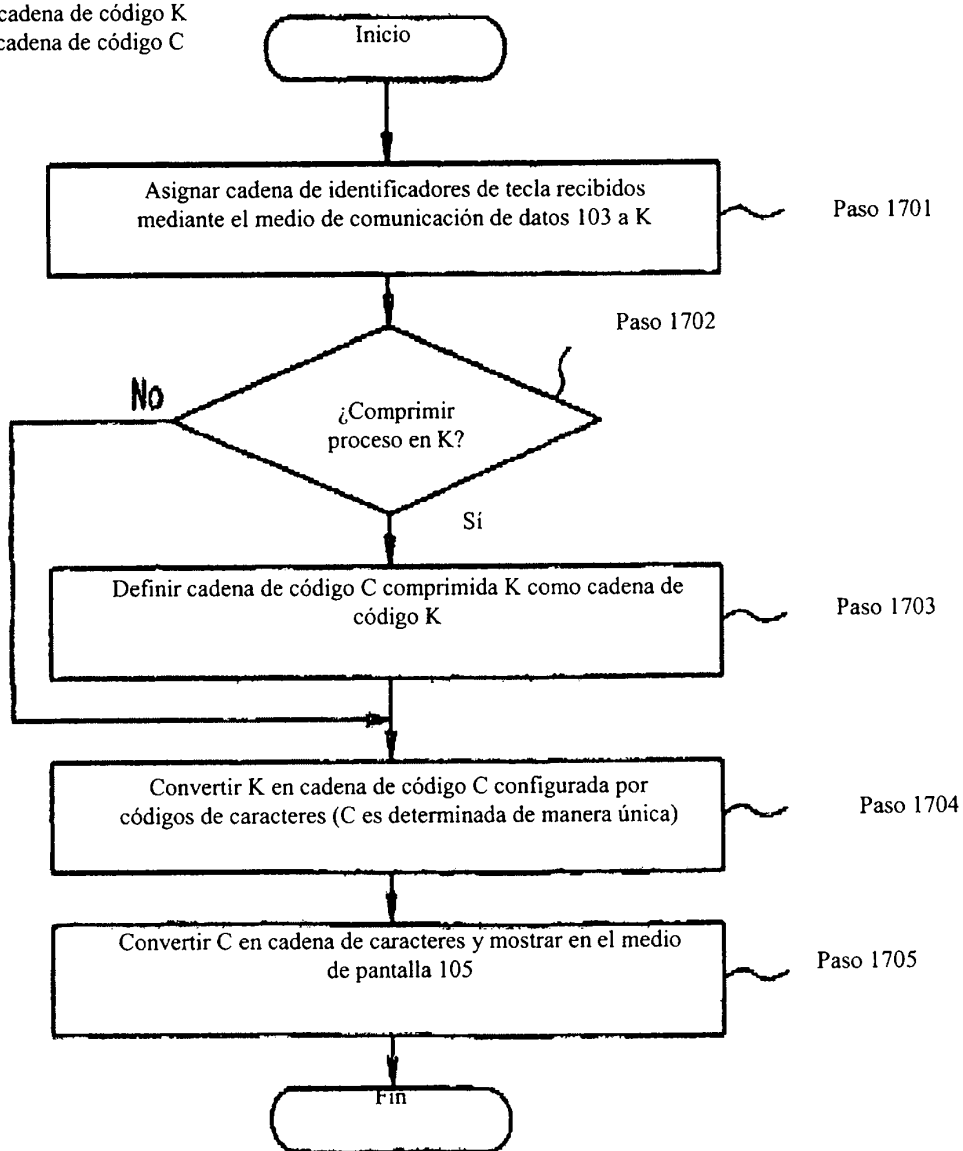 cadena de código K
cadena de código C
Inicio
Asignar cadena de identificadores de tecla recibidos
mediante el medio de comunicación de datos 103 a K
Paso 1701
Paso 1702
No
¿Comprimir
proceso en K?
Sí
Definir cadena de código C comprimida K como cadena de
código K
Paso 1703
Convertir K en cadena de código C configurada por
códigos de caracteres (C es determinada de manera única)
Paso 1704
Convertir C en cadena de caracteres y mostrar en el medio
de pantalla 105
Paso 1705
Fin